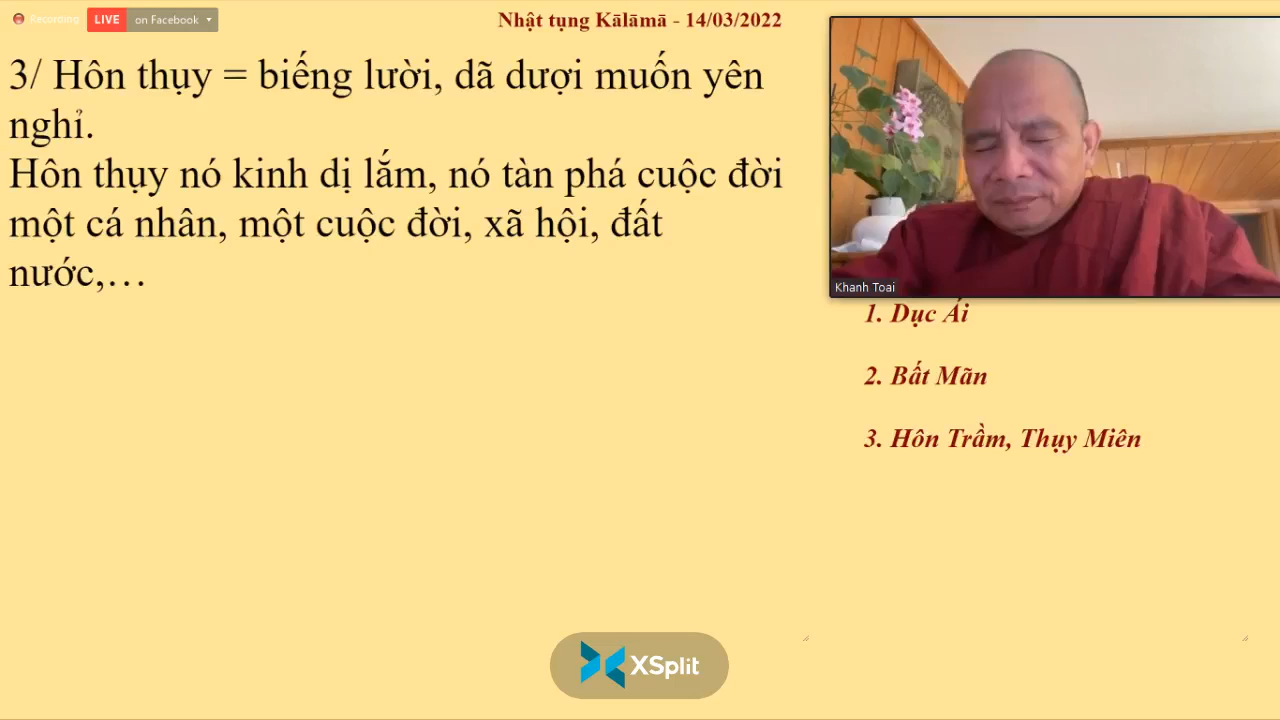 Recording
LIVE on Facebook
Nhật tụng Kālāmā - 14/03/2022
3/ Hôn thụy = biếng lười, dã dượi muốn yên
nghỉ.
Hôn thụy nó kinh dị lắm, nó tàn phá cuộc đời
một cá nhân, một cuộc đời, xã hội, đất
nước,…
Khanh Toai
1. Dục Ái
2. Bất Mãn
3. Hôn Trầm, Thụy Miên
XSplit